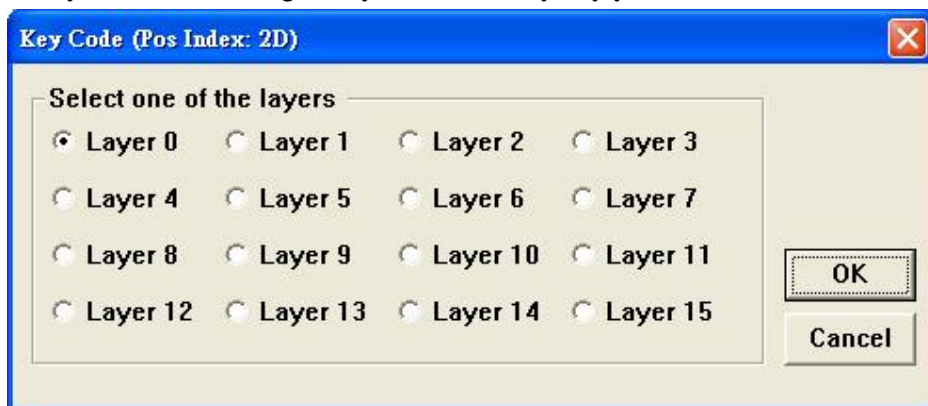 Key Code (Pos Index: 2D)
Select one of the layers
Layer 0 Layer 1 Layer 2 Layer 3
Layer 4 Layer 5 Layer 6 Layer 7
Layer 8 Layer 9 Layer 10 Layer 11
OK
Layer 12 Layer 13 Layer 14 Layer 15
Cancel